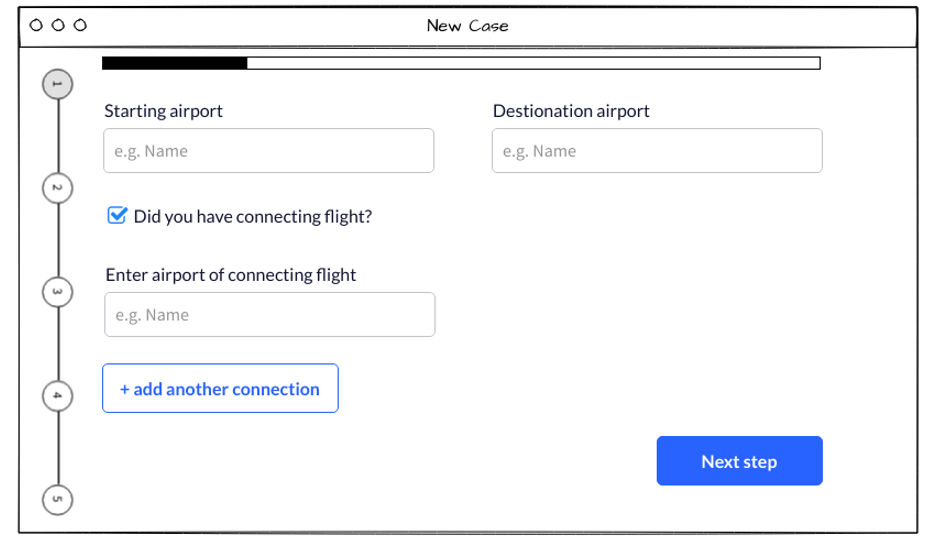 New Case
1
Starting airport
Destionation airport
e.g. Name
e.g. Name
2
Did you have connecting flight?
Enter airport of connecting flight
3
e.g. Name
4
+ add another connection
Next step
5